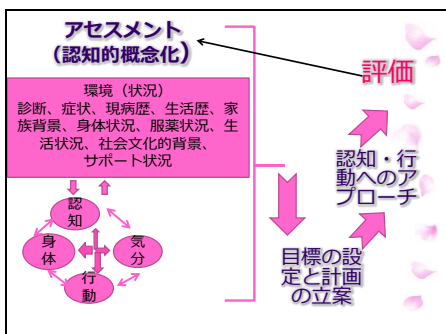 アセスメント
（認知的概念化）
評価
環境（状況）
診断、症状、現病歴、生活歴、家
族背景、身体状況、服薬状況、生
活状況、社会文化的背景、
サポート状況
認知・行
動へのア
プローチ
認
知
身
体
気
分
行
動
目標の設
定と計画
の立案